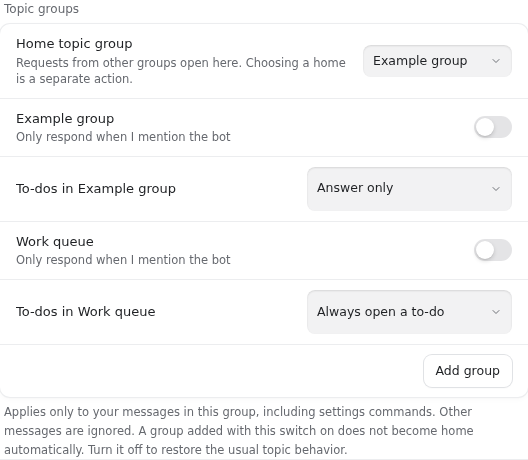 Topic groups
Home topic group
Requests from other groups open here. Choosing a home
is a separate action.
Example group
Example group
Only respond when I mention the bot
To-dos in Example group
Answer only
Work queue
Only respond when I mention the bot
To-dos in Work queue
Always open a to-do
Add group
Applies only to your messages in this group, including settings commands. Other
messages are ignored. A group added with this switch on does not become home
automatically. Turn it off to restore the usual topic behavior.